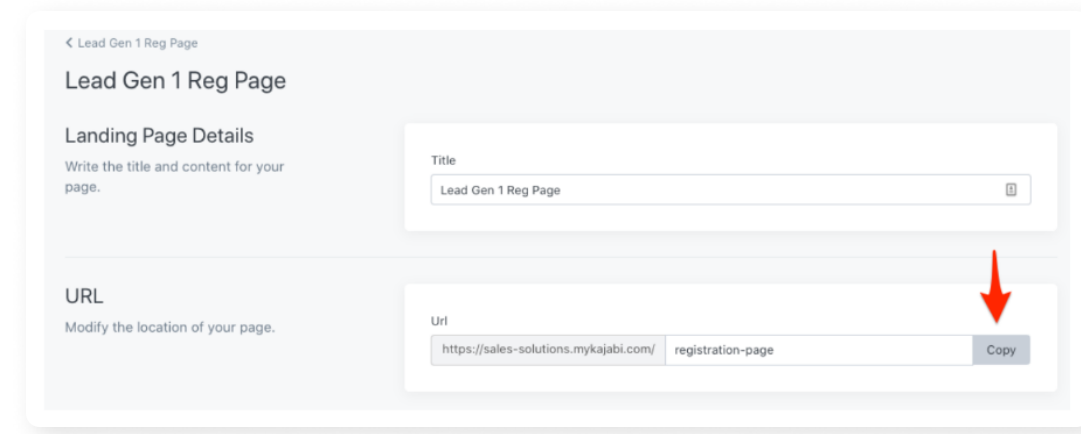 Lead Gen 1 Reg Page
Lead Gen 1 Reg Page
Landing Page Details
Write the title and content for your
page.
Title
Lead Gen 1 Reg Page
URL
Modify the location of your page.
Url
https://sales-solutions.mykajabi.com/ registration-page Copy